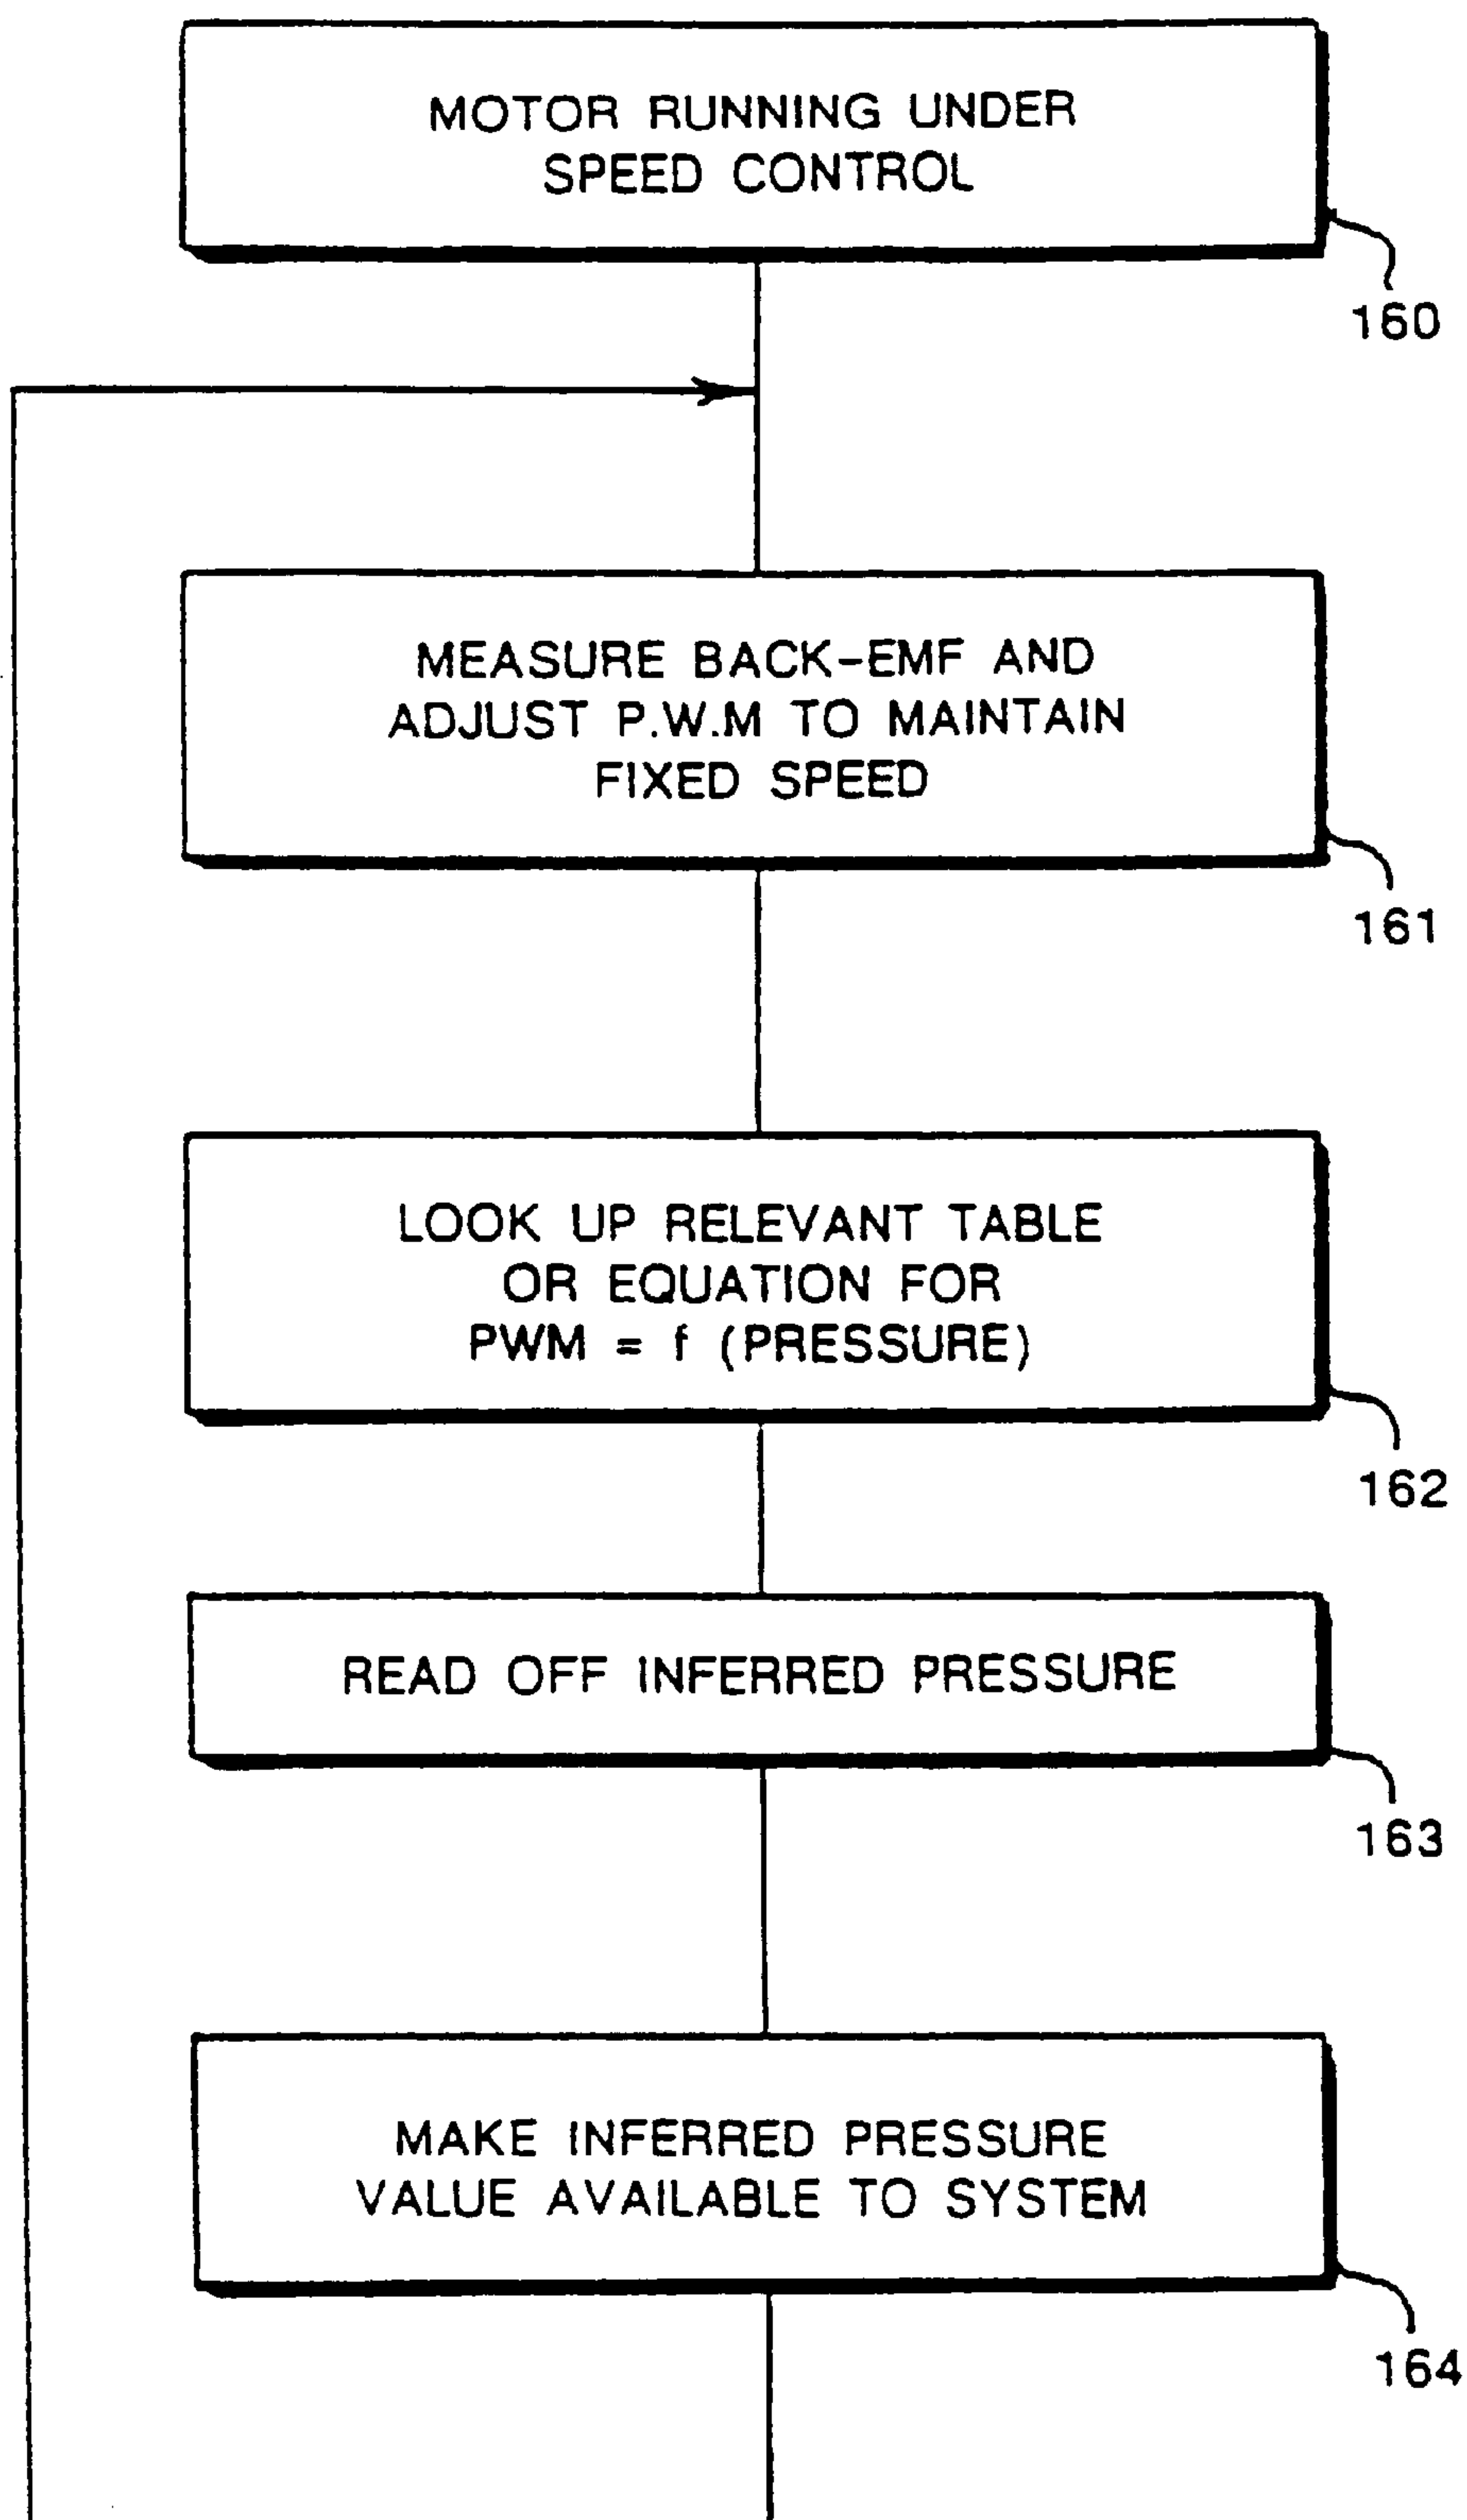 MOTOR RUNNING UNDER
SPEED CONTROL
160
MEASURE BACK-EMF AND
ADJUST P.W.M TO MAINTAIN
FIXED SPEED
161
LOOK UP RELEVANT TABLE
OR EQUATION FOR
PWM = f (PRESSURE)
162
READ OFF INFERRED PRESSURE
163
MAKE INFERRED PRESSURE
VALUE AVAILABLE TO SYSTEM
164